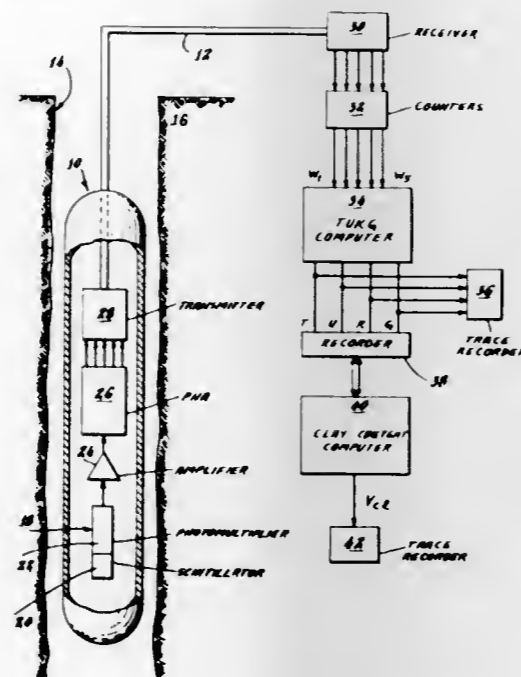 30
RECEIVER
12
14
16
32
COUNTERS
10
W1
W5
34
TUKG
COMPUTER
36
TRACE
RECORDER
28
TRANSMITTER
T U K G
RECORDER
38
26
PHA
40
CLAY CONTENT
COMPUTER
24
AMPLIFIER
VCL
18
PHOTOMULTIPLIER
22
42
TRACE
RECORDER
SCINTILLATOR
20